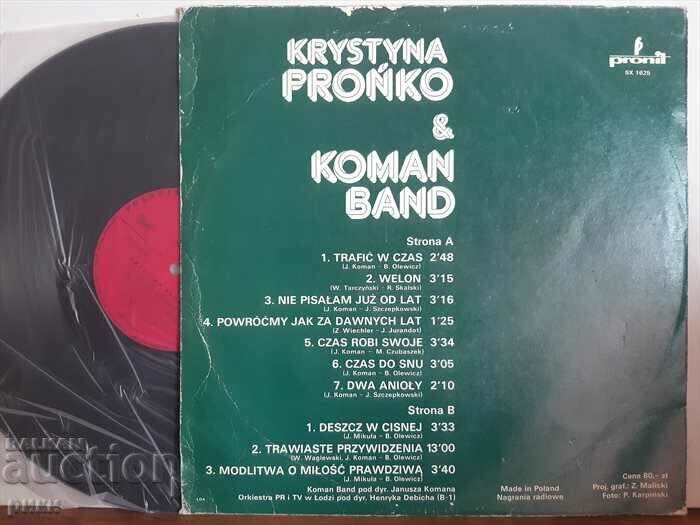 KRYSTYNA
PROŃKO
&
KOMAN
BAND
pronit
SX 1625
Strona A
1. TRAFIĆ W CZAS 2'48
(J. Koman – B. Olewicz)
2. WELON 3'15
(W. Tarczyński – R. Skalski)
3. NIE PISAŁAM JUŻ OD LAT 3'16
(J. Koman – J. Szczepkowski)
4. POWRÓĆMY JAK ZA DAWNYCH LAT 1'25
(Z. Wiechler – J. Jurandot)
5. CZAS ROBI SWOJE 3'34
(J. Koman – M. Czubaszek)
6. CZAS DO SNU 3'05
(J. Koman – B. Olewicz)
7. DWA ANIOŁY 2'10
(J. Koman – J. Szczepkowski)
Strona B
1. DESZCZ W CISNEJ 3'33
(J. Mikuła – B. Olewicz)
2. TRAWIASTE PRZYWIDZENIA 13'00
(W. Waglewski, J. Koman – B. Olewicz)
3. MODLITWA O MIŁOŚĆ PRAWDZIWĄ 3'40
(J. Mikuła – B. Olewicz)
Koman Band pod dyr. Janusza Komana
Orkiestra PR i TV w Łodzi pod dyr. Henryka Debicha (B-1)
Made in Poland
Nagrania radiowe
Cena 80,- zł
Proj. graf.: Z. Malicki
Foto: P. Karpiński
BALKAN
auction